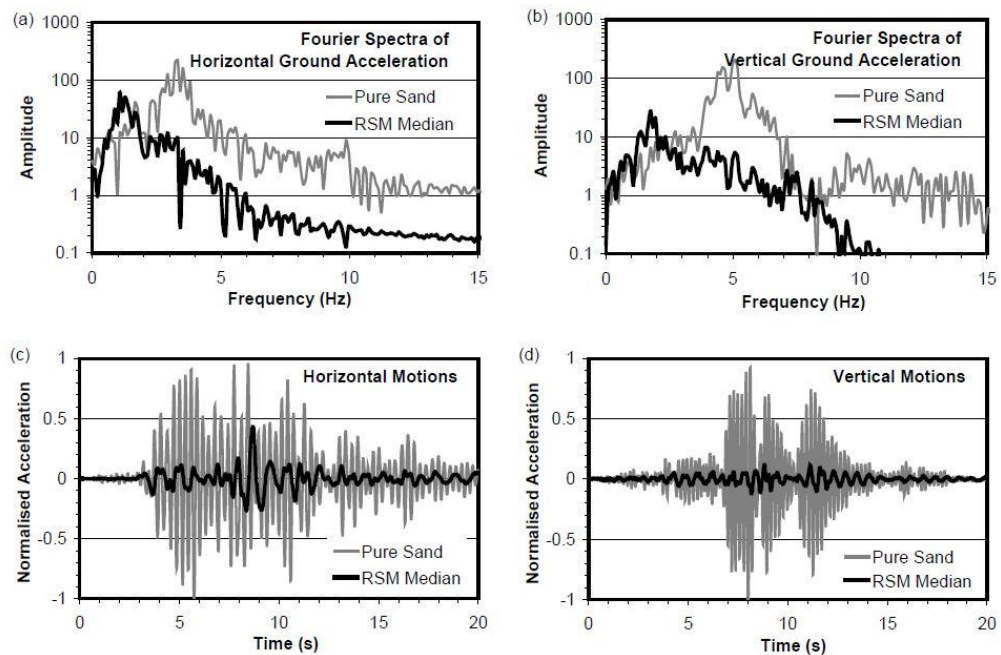 (a)
1000
100
10
1
0.1
Amplitude
Fourier Spectra of
Horizontal Ground Acceleration
Pure Sand
RSM Median
0 5 10 15
Frequency (Hz)
(b)
1000
100
10
1
0.1
Amplitude
Fourier Spectra of
Vertical Ground Acceleration
Pure Sand
RSM Median
0 5 10 15
Frequency (Hz)
(c)
1
0.5
0
-0.5
-1
Normalised Acceleration
Horizontal Motions
Pure Sand
RSM Median
0 5 10 15 20
Time (s)
(d)
1
0.5
0
-0.5
-1
Normalised Acceleration
Vertical Motions
Pure Sand
RSM Median
0 5 10 15 20
Time (s)